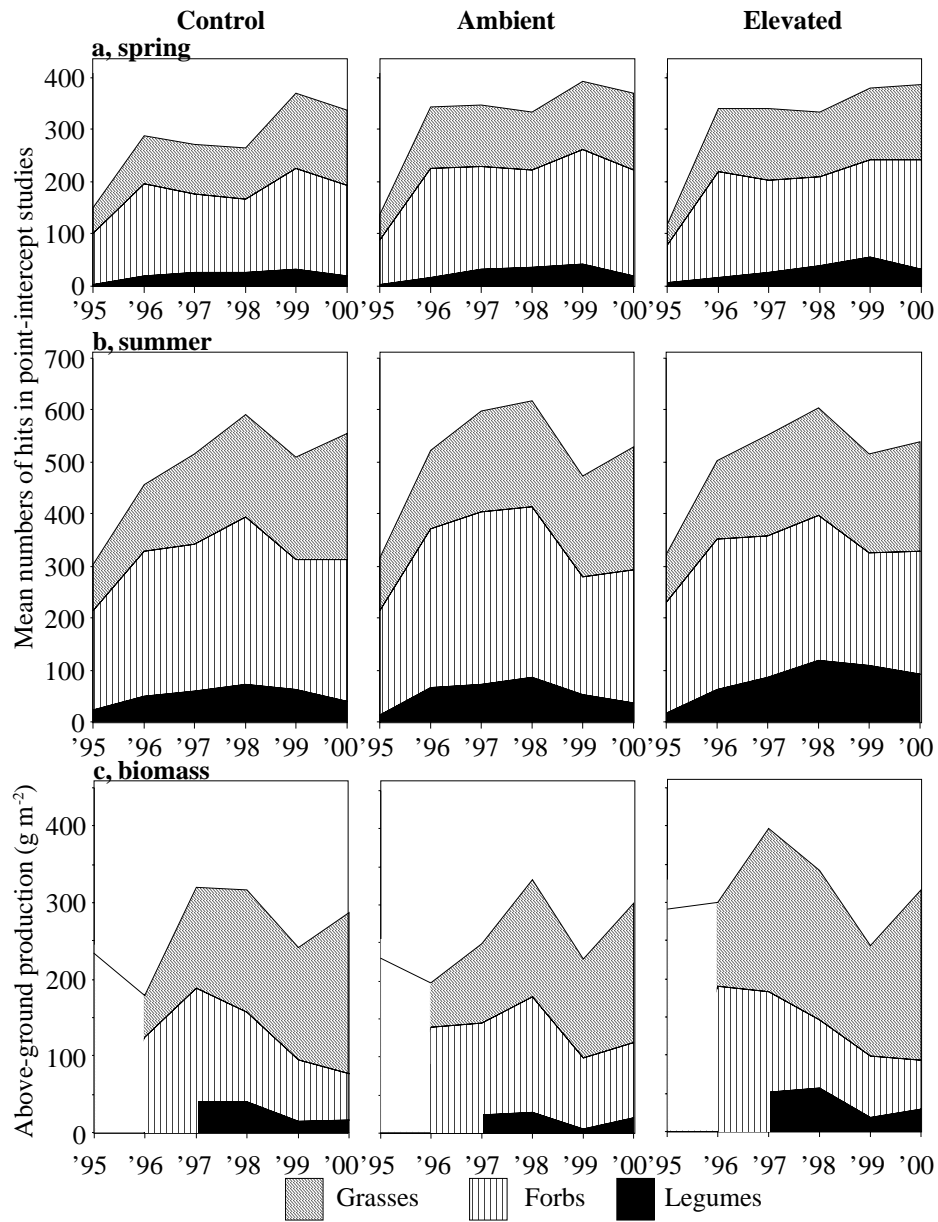 Control Ambient Elevated
a, spring
Mean numbers of hits in point-intercept studies
400
300
200
100
0
'95 '96 '97 '98 '99 '00 '95 '96 '97 '98 '99 '00 '95 '96 '97 '98 '99 '00
b, summer
700
600
500
400
300
200
100
0
'95 '96 '97 '98 '99 '00 '95 '96 '97 '98 '99 '00 '95 '96 '97 '98 '99 '00
c, biomass
Above-ground production (g m⁻²)
400
300
200
100
0
'95 '96 '97 '98 '99 '00 '95 '96 '97 '98 '99 '00 '95 '96 '97 '98 '99 '00
Grasses Forbs Legumes